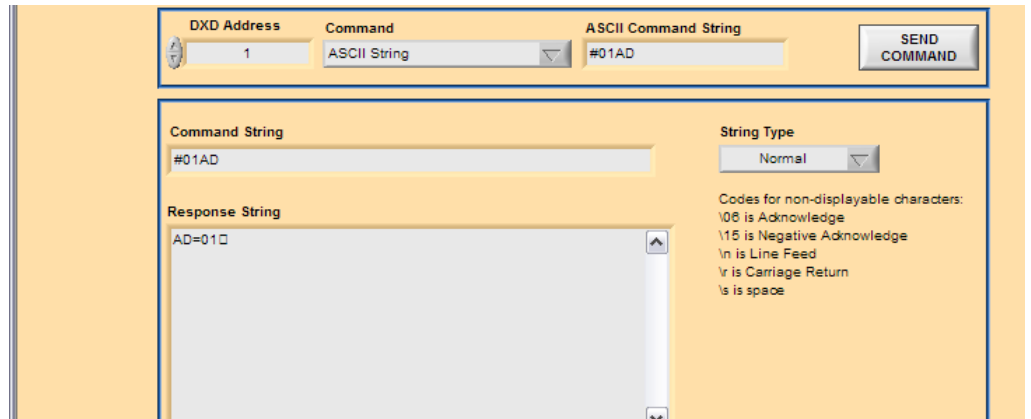 DXD Address
Command
ASCII Command String
1
ASCII String
#01AD
SEND
COMMAND
Command String
#01AD
String Type
Normal
Response String
AD=01□
Codes for non-displayable characters:
\06 is Acknowledge
\15 is Negative Acknowledge
\n is Line Feed
\r is Carriage Return
\s is space